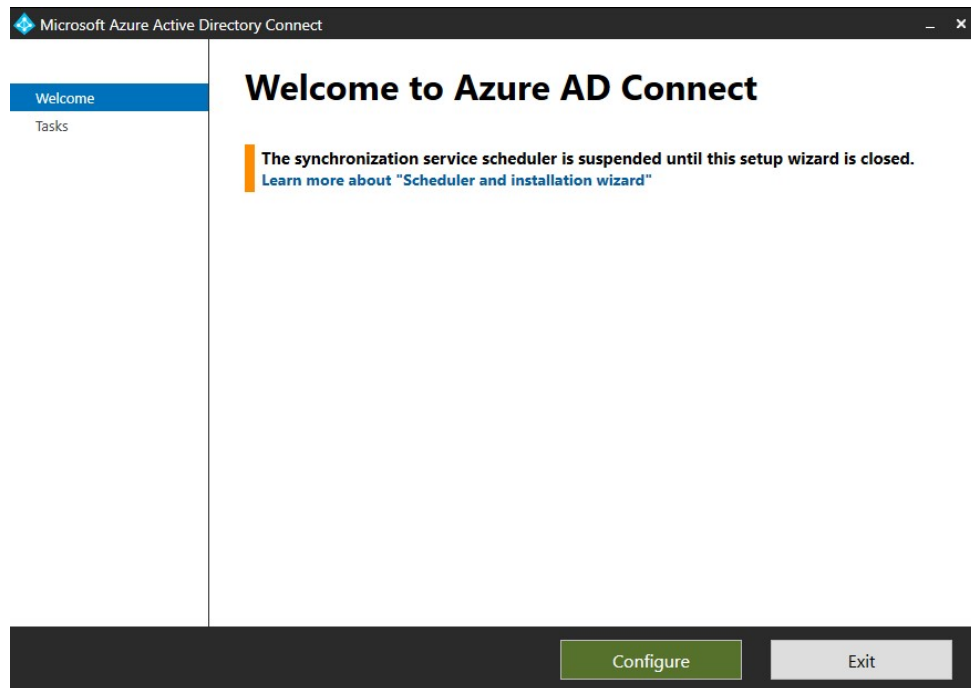 Microsoft Azure Active Directory Connect
Welcome
Tasks
Welcome to Azure AD Connect
The synchronization service scheduler is suspended until this setup wizard is closed.
Learn more about "Scheduler and installation wizard"
Configure
Exit